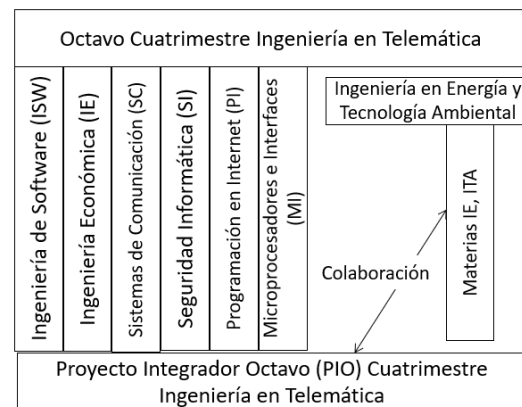 Octavo Cuatrimestre Ingeniería en Telemática
Ingeniería de Software (ISW)
Ingeniería Económica (IE)
Sistemas de Comunicación (SC)
Seguridad Informática (SI)
Programación en Internet (PI)
Microprocesadores e Interfaces
(MI)
Ingeniería en Energía y
Tecnología Ambiental
Materias IE, ITA
Colaboración
Proyecto Integrador Octavo (PIO) Cuatrimestre
Ingeniería en Telemática